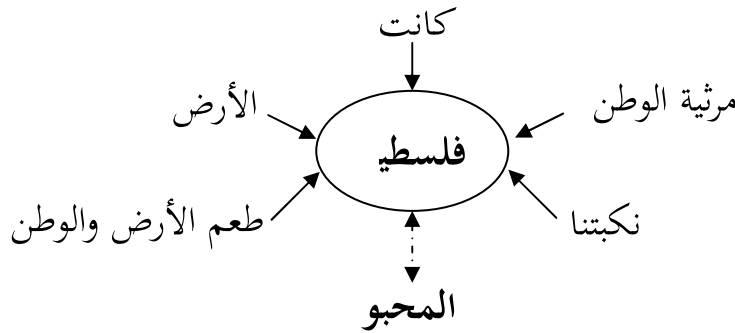 كانت
مرثية الوطن
الأرض
فلسطي
نكبتنا
طعم الأرض والوطن
المحبو